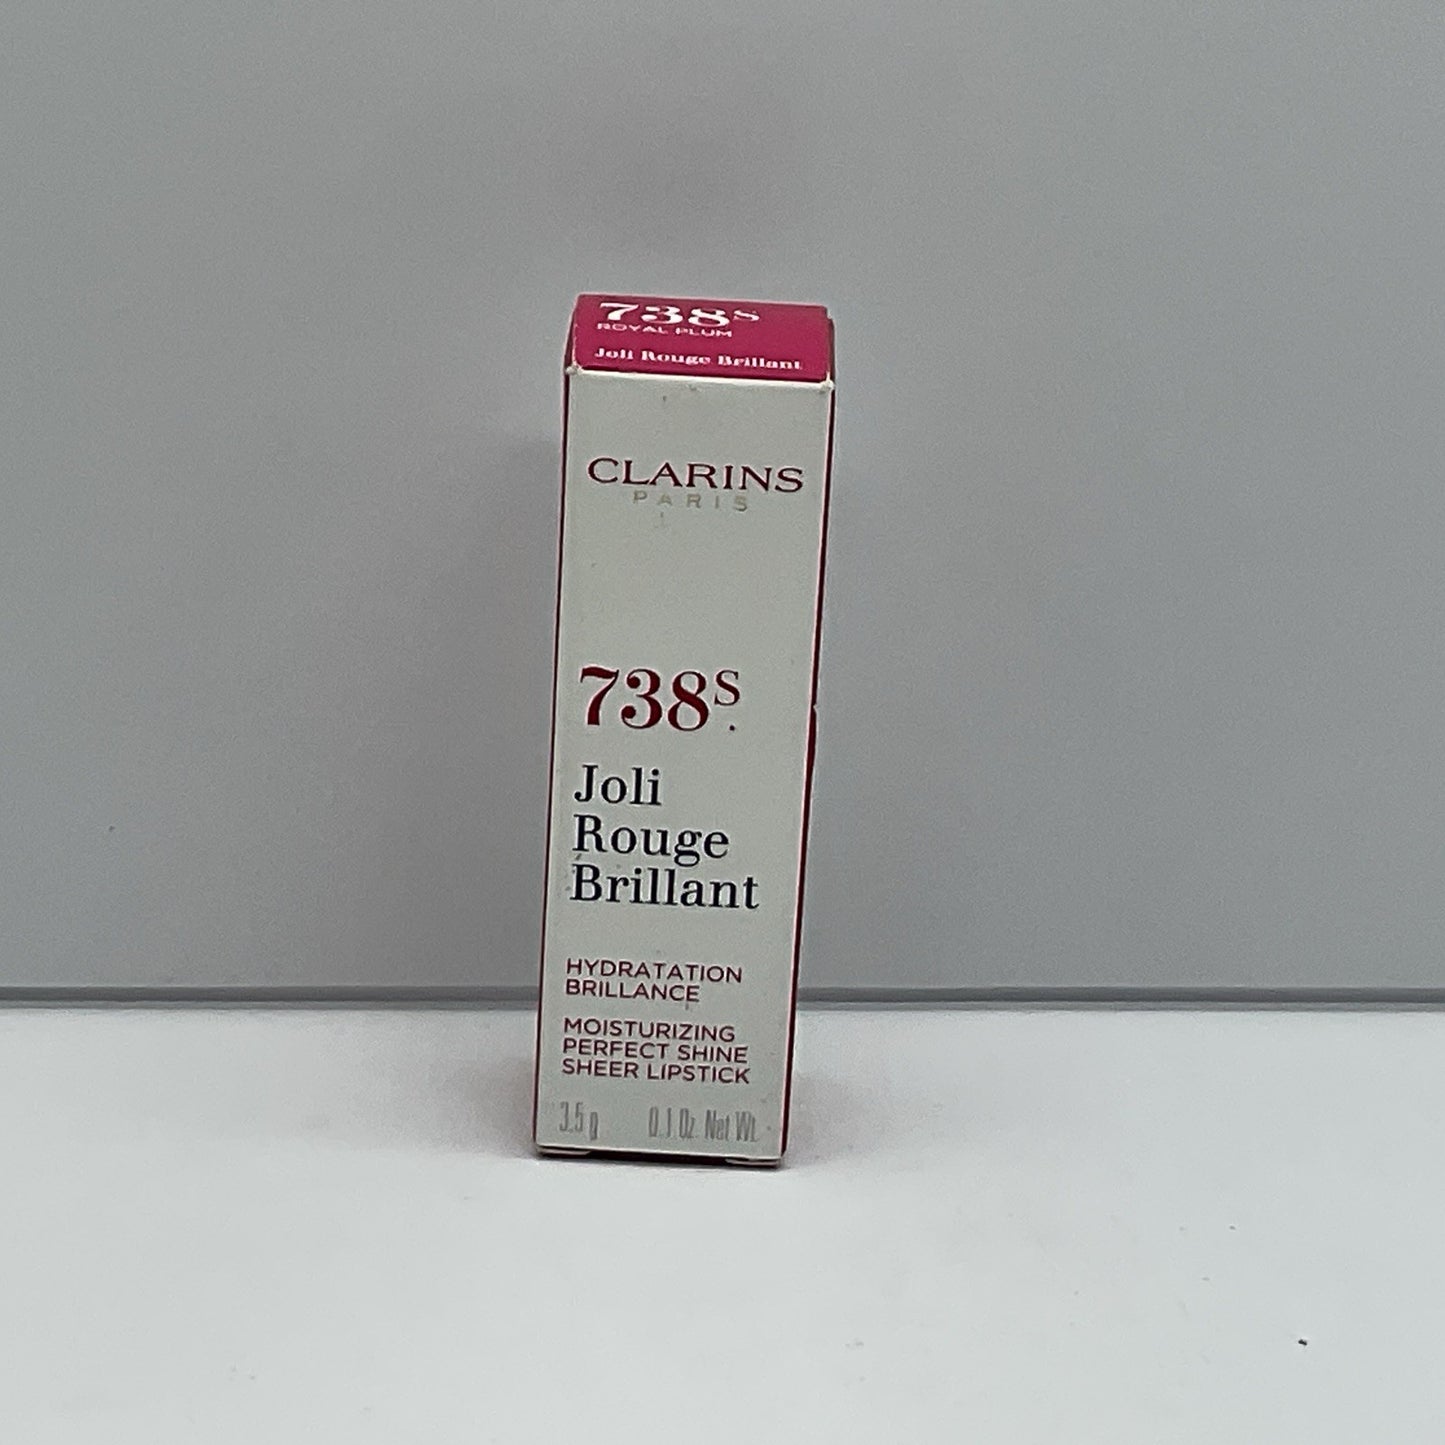 738S
ROYAL PLUM
Joli Rouge Brillant
CLARINS
PARIS
738S
Joli
Rouge
Brillant
HYDRATATION
BRILLANCE
MOISTURIZING
PERFECT SHINE
SHEER LIPSTICK
3.5 g 0.1 Oz. Net Wt.